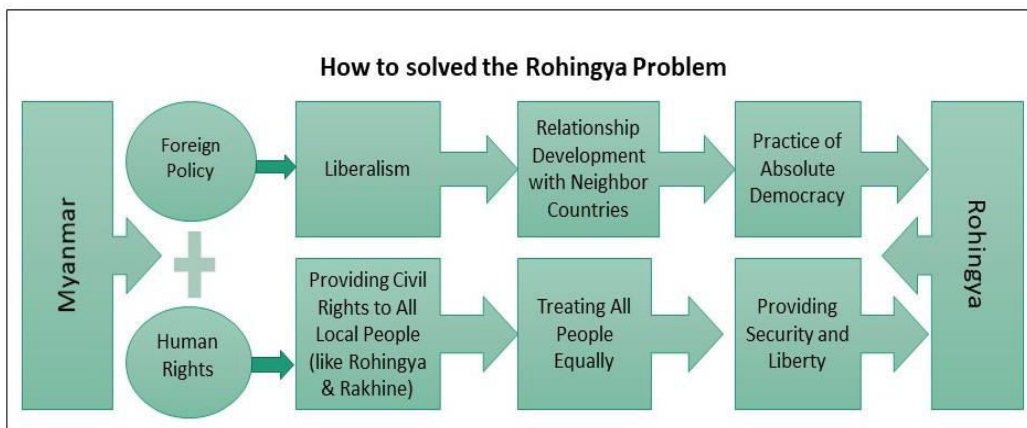 How to solved the Rohingya Problem
Myanmar
Foreign
Policy
Liberalism
Relationship
Development
with Neighbor
Countries
Practice of
Absolute
Democracy
Human
Rights
Providing Civil
Rights to All
Local People
(like Rohingya
& Rakhine)
Treating All
People
Equally
Providing
Security and
Liberty
Rohingya